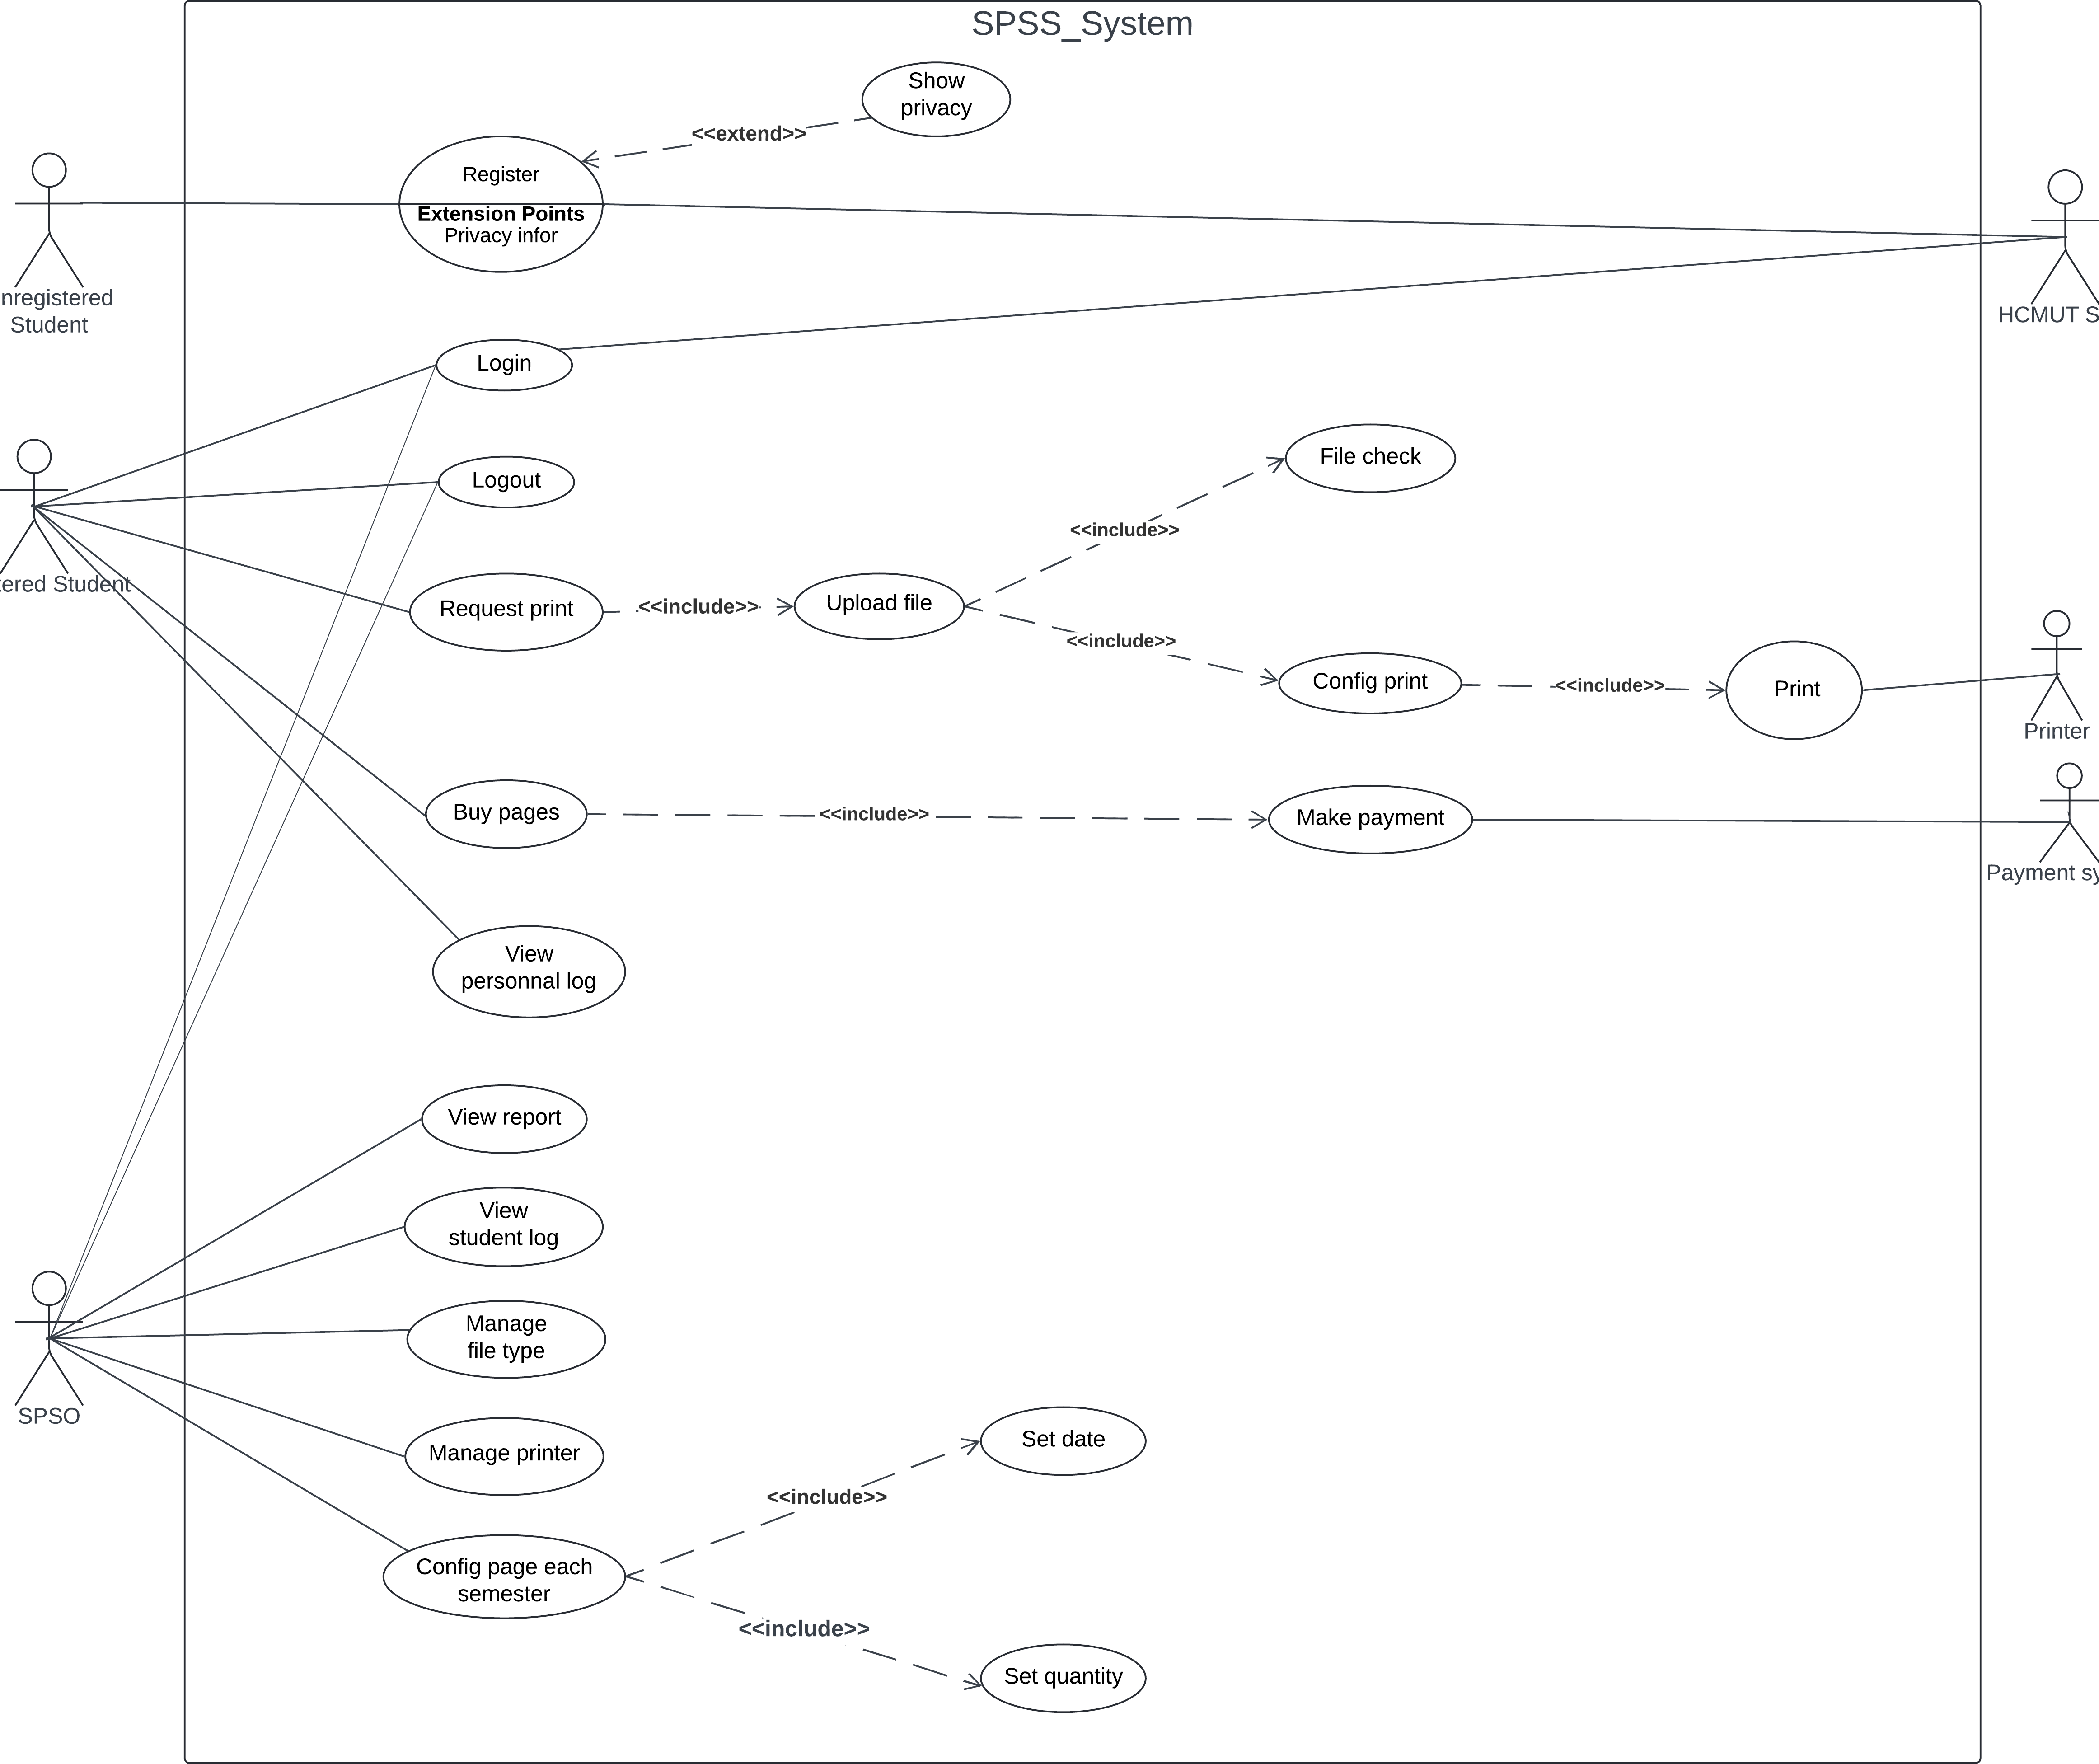 SPSS_System
Show
privacy
<<extend>>
Register
Extension Points
Privacy infor
nregistered
Student
HCMUT S
Login
File check
Logout
<<include>>
tered Student
Request print
<<include>>
Upload file
<<include>>
Config print
<<include>>
Print
Printer
Buy pages
<<include>>
Make payment
Payment sy
View
personnal log
View report
View
student log
Manage
file type
SPSO
Manage printer
Set date
<<include>>
Config page each
semester
<<include>>
Set quantity